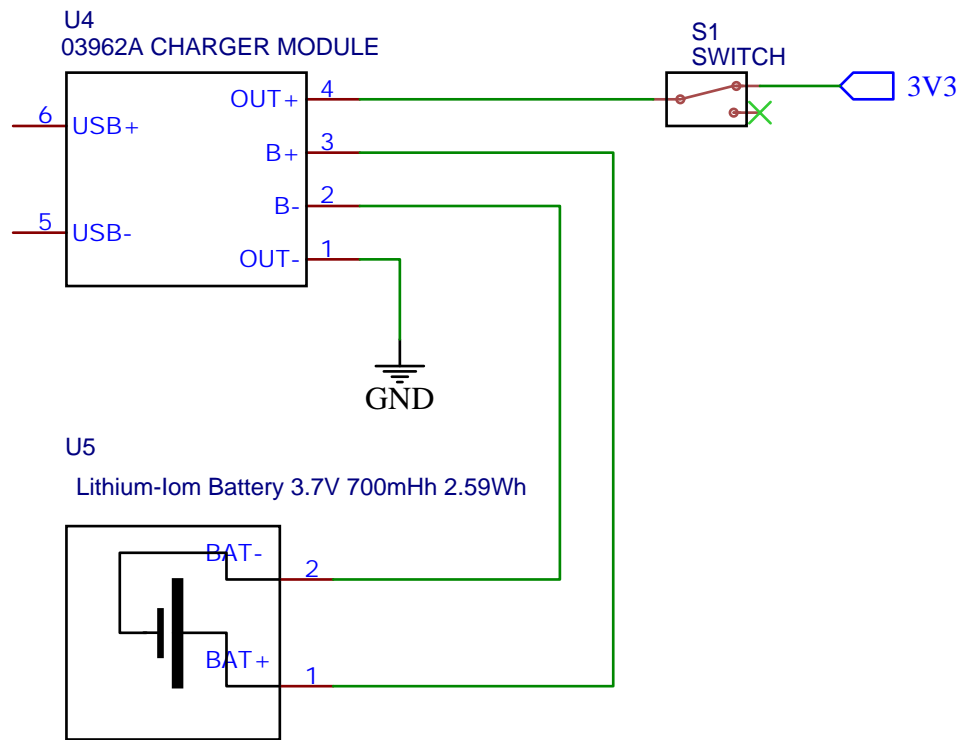 U4
03962A CHARGER MODULE
S1
SWITCH
OUT+
4
3V3
6
USB+
B+
3
B-
2
5
USB-
OUT-
1
GND
U5
Lithium-Iom Battery 3.7V 700mHh 2.59Wh
BAT-
2
BAT+
1